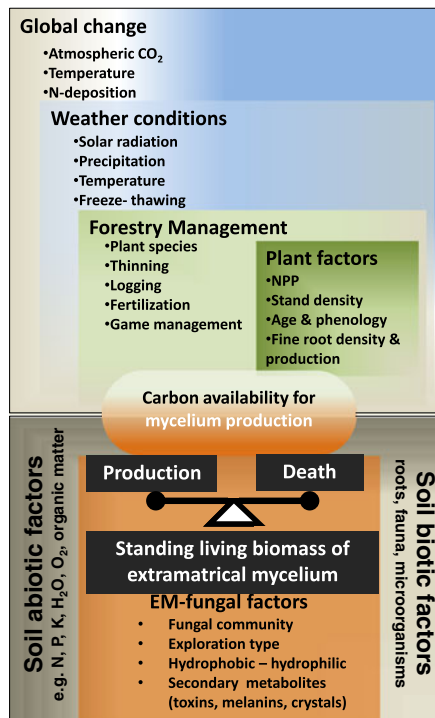 Global change
•Atmospheric CO₂
•Temperature
•N-deposition
Weather conditions
•Solar radiation
•Precipitation
•Temperature
•Freeze- thawing
Forestry Management
•Plant species
•Thinning
•Logging
•Fertilization
•Game management
Plant factors
•NPP
•Stand density
•Age & phenology
•Fine root density &
production
Carbon availability for
mycelium production
Soil abiotic factors
e.g. N, P, K, H₂O, O₂, organic matter
Production
Death
Standing living biomass of
extramatrical mycelium
EM-fungal factors
• Fungal community
• Exploration type
• Hydrophobic – hydrophilic
• Secondary metabolites
(toxins, melanins, crystals)
Soil biotic factors
roots, fauna, microorganisms